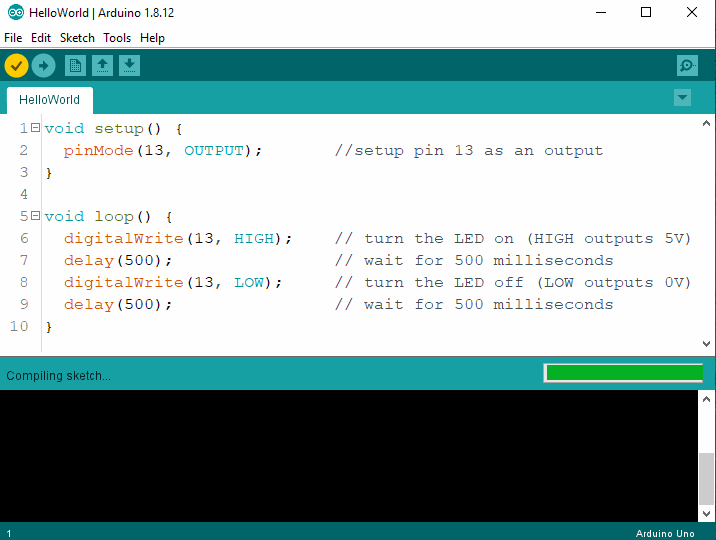 HelloWorld | Arduino 1.8.12
File Edit Sketch Tools Help
HelloWorld
1 void setup() {
2   pinMode(13, OUTPUT);       //setup pin 13 as an output
3 }
4
5 void loop() {
6   digitalWrite(13, HIGH);    // turn the LED on (HIGH outputs 5V)
7   delay(500);                // wait for 500 milliseconds
8   digitalWrite(13, LOW);     // turn the LED off (LOW outputs 0V)
9   delay(500);                // wait for 500 milliseconds
10 }
Compiling sketch...
1 Arduino Uno